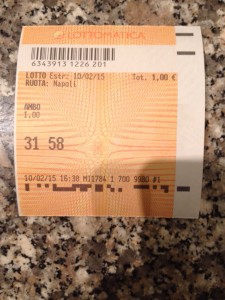 LOTTOMATICA
6343913 1226 201
LOTTO Estr: 10/02/15 Tot. 1,00 €
RUOTA: Napoli
AMBO
1,00
31 58
10/02/15 16:38 MI1784 1 700 9980 #1